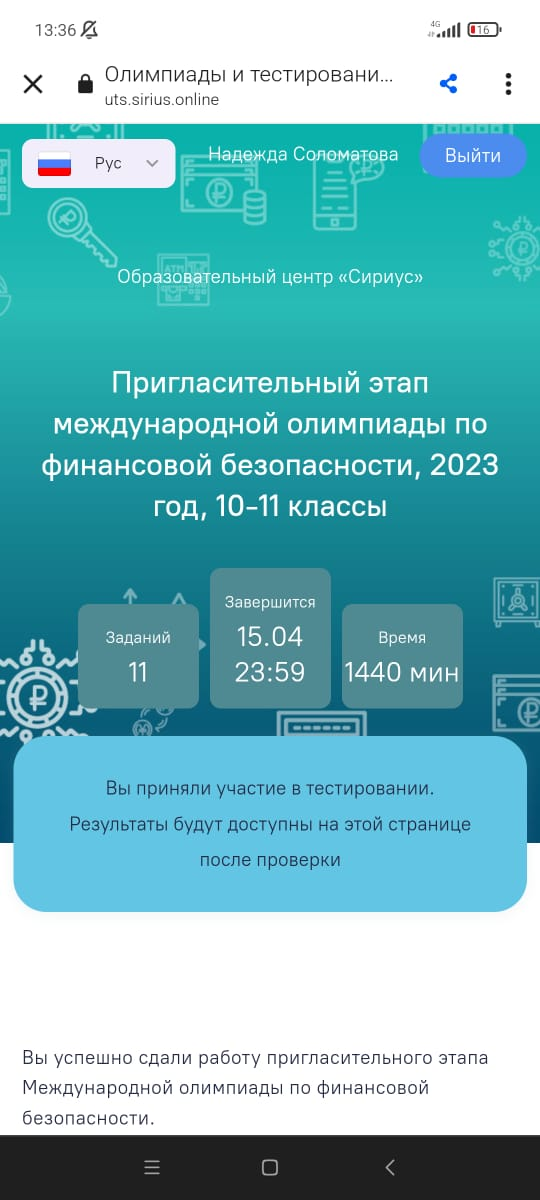 13:36
4G
16
Олимпиады и тестировани...
uts.sirius.online
Рус
Надежда Соломатова
Выйти
ATM
Образовательный центр «Сириус»
Пригласительный этап
международной олимпиады по
финансовой безопасности, 2023
год, 10-11 классы
Заданий
11
Завершится
15.04
23:59
Время
1440 мин
Вы приняли участие в тестировании.
Результаты будут доступны на этой странице
после проверки
Вы успешно сдали работу пригласительного этапа
Международной олимпиады по финансовой
безопасности.